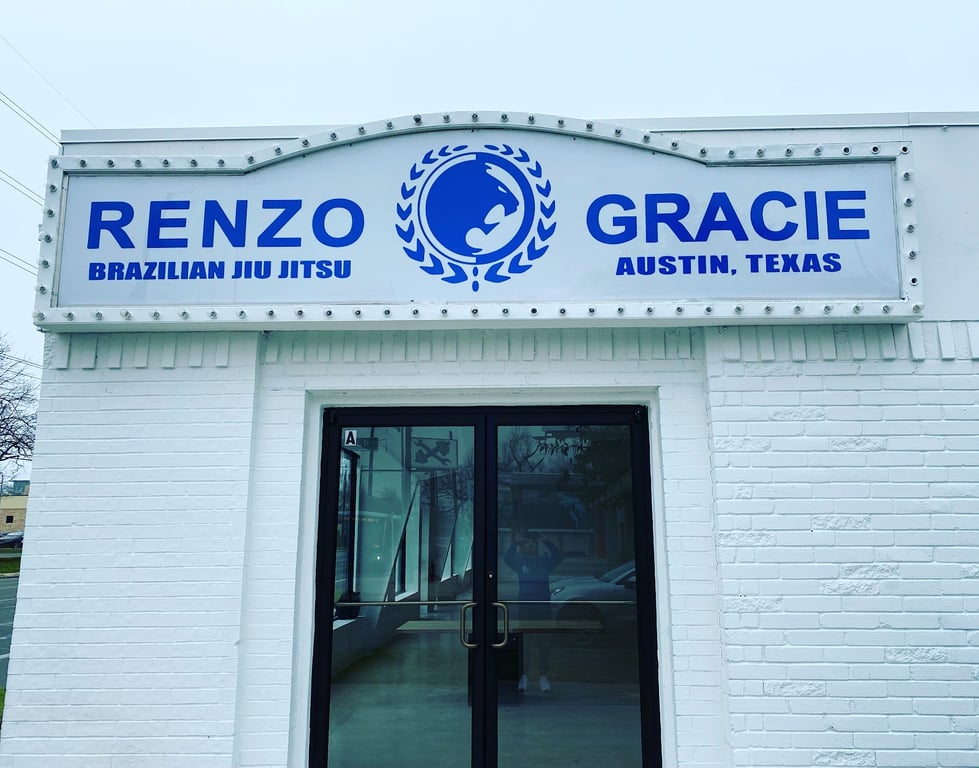 RENZO GRACIE
BRAZILIAN JIU JITSU AUSTIN, TEXAS
A